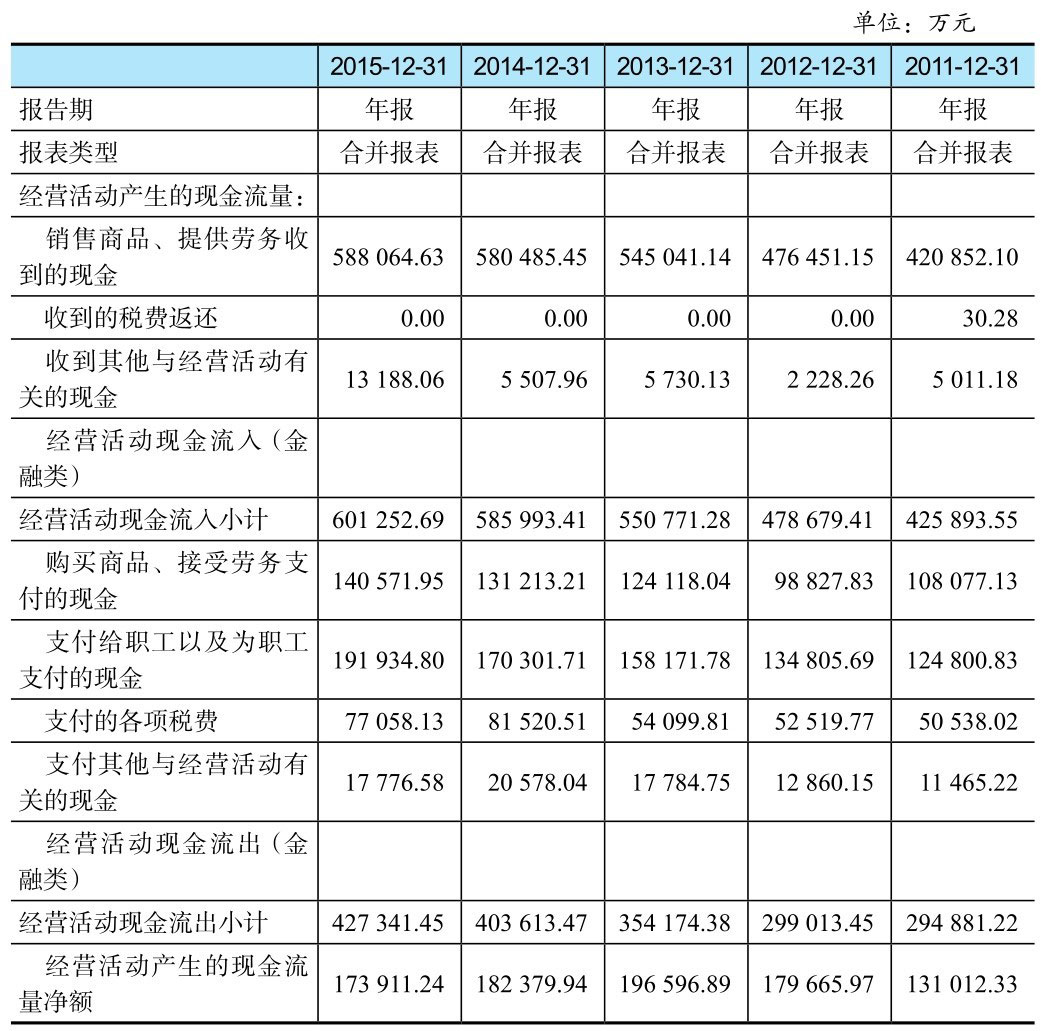 单位：万元
2015-12-31 2014-12-31 2013-12-31 2012-12-31 2011-12-31
报告期 年报 年报 年报 年报 年报
报表类型 合并报表 合并报表 合并报表 合并报表 合并报表
经营活动产生的现金流量：
销售商品、提供劳务收
到的现金 588 064.63 580 485.45 545 041.14 476 451.15 420 852.10
收到的税费返还 0.00 0.00 0.00 0.00 30.28
收到其他与经营活动有
关的现金 13 188.06 5 507.96 5 730.13 2 228.26 5 011.18
经营活动现金流入（金
融类）
经营活动现金流入小计 601 252.69 585 993.41 550 771.28 478 679.41 425 893.55
购买商品、接受劳务支
付的现金 140 571.95 131 213.21 124 118.04 98 827.83 108 077.13
支付给职工以及为职工
支付的现金 191 934.80 170 301.71 158 171.78 134 805.69 124 800.83
支付的各项税费 77 058.13 81 520.51 54 099.81 52 519.77 50 538.02
支付其他与经营活动有
关的现金 17 776.58 20 578.04 17 784.75 12 860.15 11 465.22
经营活动现金流出（金
融类）
经营活动现金流出小计 427 341.45 403 613.47 354 174.38 299 013.45 294 881.22
经营活动产生的现金流
量净额 173 911.24 182 379.94 196 596.89 179 665.97 131 012.33